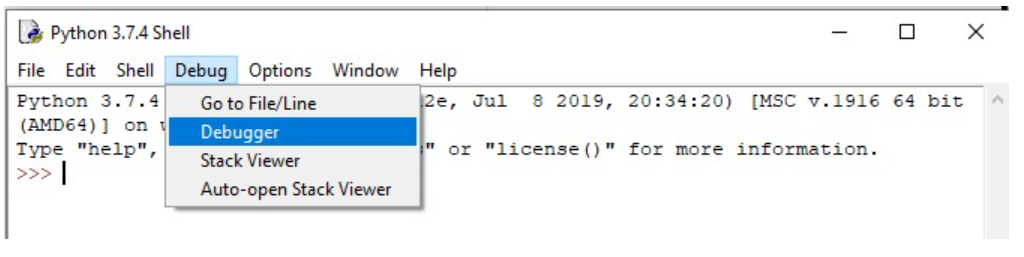 Python 3.7.4 Shell
File Edit Shell Debug Options Window Help
Python 3.7.4 2e, Jul 8 2019, 20:34:20) [MSC v.1916 64 bit
(AMD64)] on
Type "help", " or "license()" for more information.
>>>
Go to File/Line
Debugger
Stack Viewer
Auto-open Stack Viewer